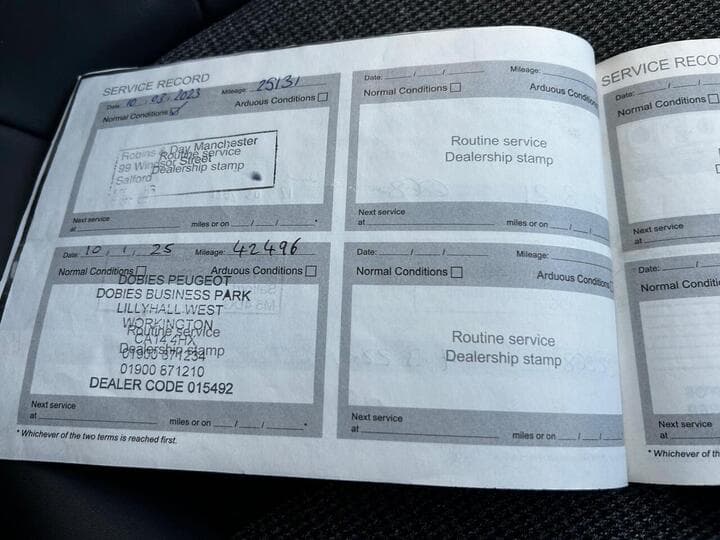 SERVICE RECORD
Date: 10 . 03 . 2023 Mileage: 25131
Normal Conditions Arduous Conditions
Robins & Day Manchester
99 Windsor Street
Salford
Routine service
Dealership stamp
Next service
at miles or on / / *
Date: 10 , 1 , 25 Mileage: 42496
Normal Conditions Arduous Conditions
DOBIES PEUGEOT
DOBIES BUSINESS PARK
LILLYHALL WEST
WORKINGTON
Routine service
CA14 4HX
Dealership stamp
01900 871210
DEALER CODE 015492
Next service
at miles or on / / *
* Whichever of the two terms is reached first.
Date: / / Mileage:
Normal Conditions Arduous Conditions
Routine service
Dealership stamp
Next service
at miles or on / /
Date: / / Mileage:
Normal Conditions Arduous Conditions
Routine service
Dealership stamp
Next service
at miles or on / /
SERVICE RECO
Date: /
Normal Conditions
Next service
at
Date: /
Normal Conditi
Next service
at
* Whichever of th